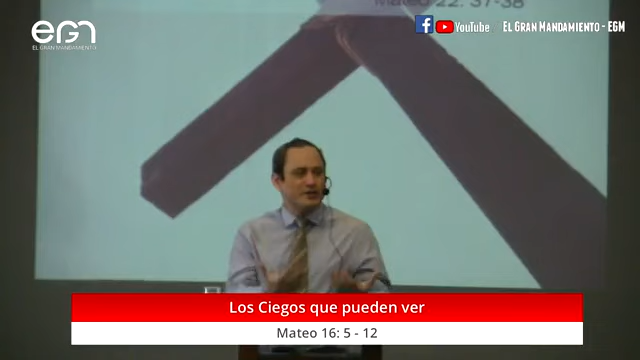 Mateo 22: 37-38
EGM
EL GRAN MANDAMIENTO
YouTube
EL GRAN MANDAMIENTO - EGM
Los Ciegos que pueden ver
Mateo 16: 5 - 12